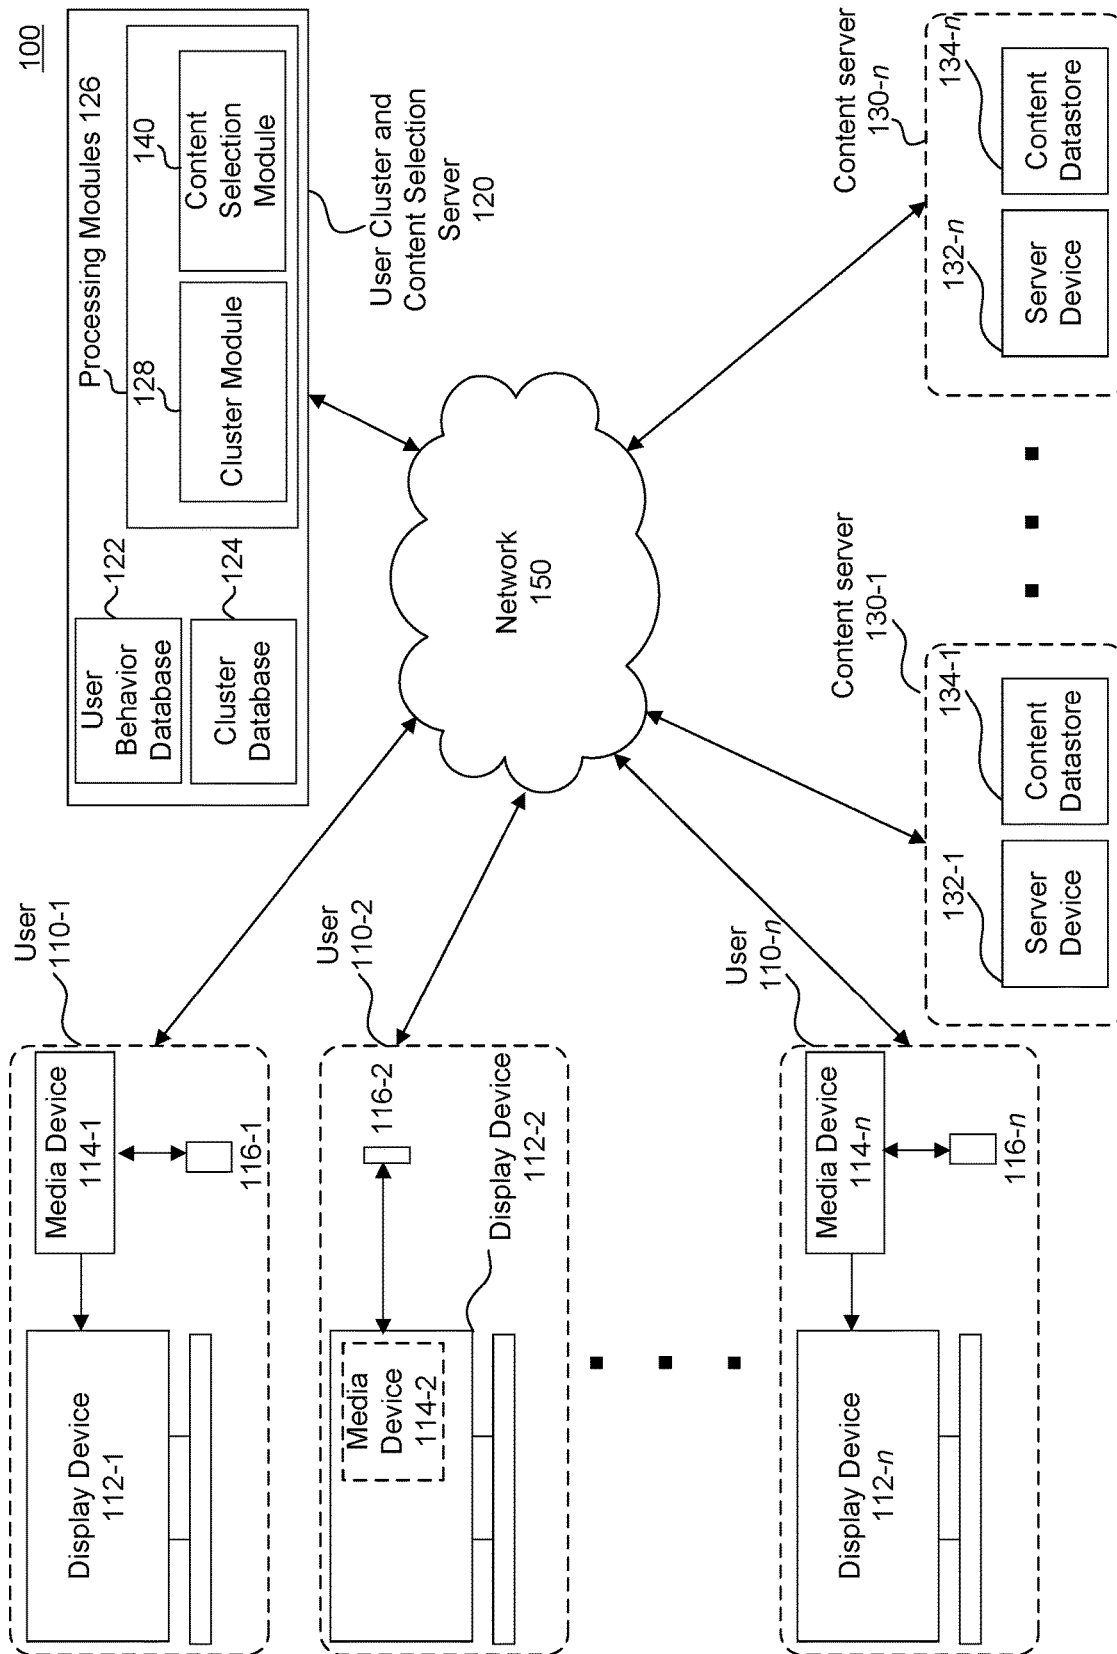 100
User
110-1
Display Device
112-1
Media Device
114-1
116-1
User
110-2
Media
Device
114-2
116-2
Display Device
112-2
User
110-n
Display Device
112-n
Media Device
114-n
116-n
User
Behavior
Database
122
Cluster
Database
124
Processing Modules 126
128
Cluster Module
140
Content
Selection
Module
User Cluster and
Content Selection
Server
120
Network
150
Content server
130-1
132-1
Server
Device
134-1
Content
Datastore
Content server
130-n
132-n
Server
Device
134-n
Content
Datastore